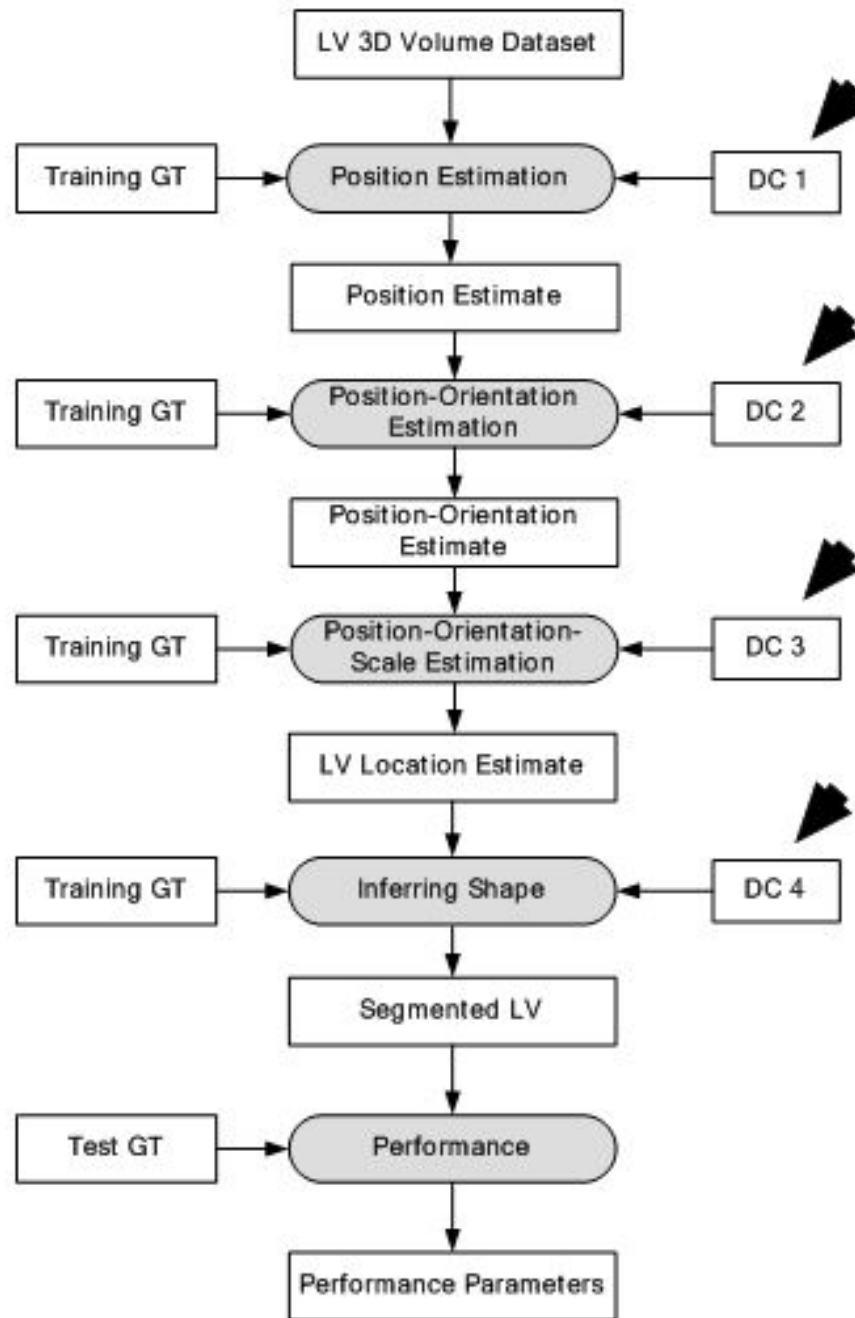 LV 3D Volume Dataset
Training GT
Position Estimation
DC 1
Position Estimate
Training GT
Position-Orientation
Estimation
DC 2
Position-Orientation
Estimate
Training GT
Position-Orientation-
Scale Estimation
DC 3
LV Location Estimate
Training GT
Inferring Shape
DC 4
Segmented LV
Test GT
Performance
Performance Parameters